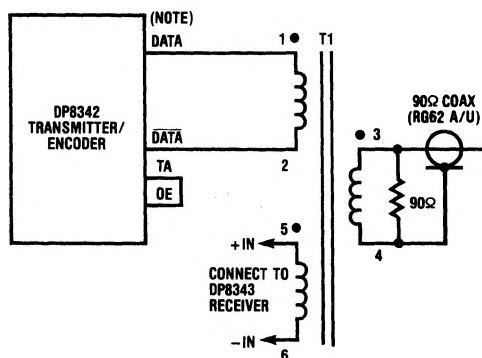 (NOTE)
DATA
1
T1
DP8342
TRANSMITTER/
ENCODER
90Ω COAX
(RG62 A/U)
3
DATA
2
TA
OE
90Ω
4
5
+IN
CONNECT TO
DP8343
RECEIVER
−IN
6